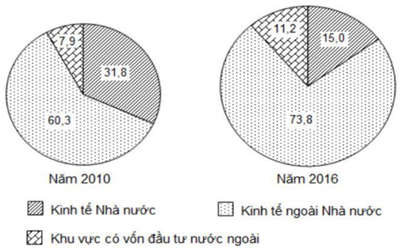 7,9
31,8
60,3
11,2
15,0
73,8
Năm 2010
Năm 2016
Kinh tế Nhà nước
Kinh tế ngoài Nhà nước
Khu vực có vốn đầu tư nước ngoài